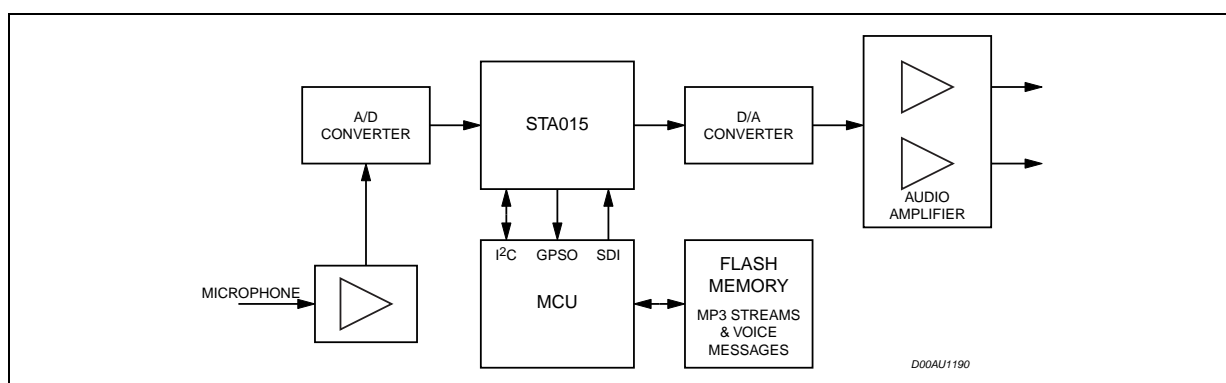 A/D
CONVERTER
STA015
D/A
CONVERTER
AUDIO
AMPLIFIER
I²C GPSO SDI
MCU
FLASH
MEMORY
MP3 STREAMS
& VOICE
MESSAGES
MICROPHONE
D00AU1190